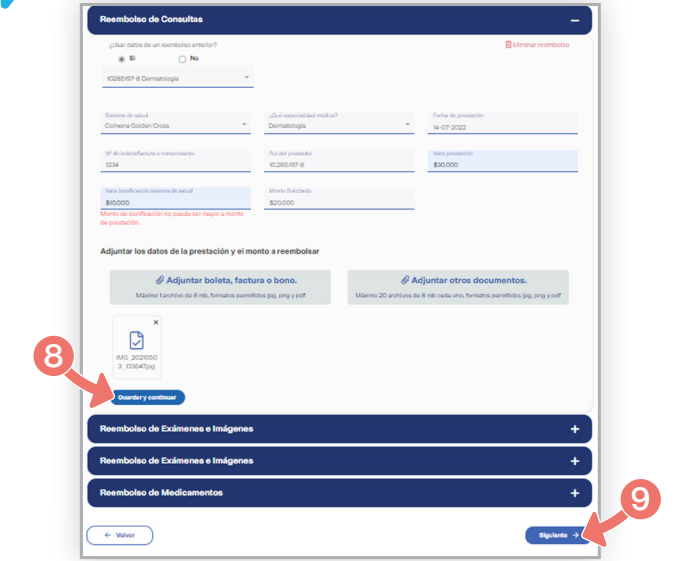 Reembolso de Consultas
¿Usar datos de un reembolso anterior?
Eliminar reembolso
Sí
No
10285197-8 Dermatología
Sistema de salud
¿Qué especialidad médica?
Fecha de prestación
Colmena Golden Cross
Dermatología
14-07-2022
Nº de boleta/factura o comprobante
Rut del prestador
Valor prestación
1234
10.285.197-8
$30.000
Valor bonificación sistema de salud
Monto Solicitado
$10.000
$20.000
Monto de bonificación no puede ser mayor a monto
de prestación.
Adjuntar los datos de la prestación y el monto a reembolsar
Adjuntar boleta, factura o bono.
Máximo 1 archivo de 8 mb, formatos permitidos jpg, png y pdf
Adjuntar otros documentos.
Máximo 20 archivos de 8 mb cada uno, formatos permitidos jpg, png y pdf
IMG_2021050
3_133647.jpg
8
Guardar y continuar
Reembolso de Exámenes e Imágenes
Reembolso de Exámenes e Imágenes
Reembolso de Medicamentos
9
← Volver
Siguiente →